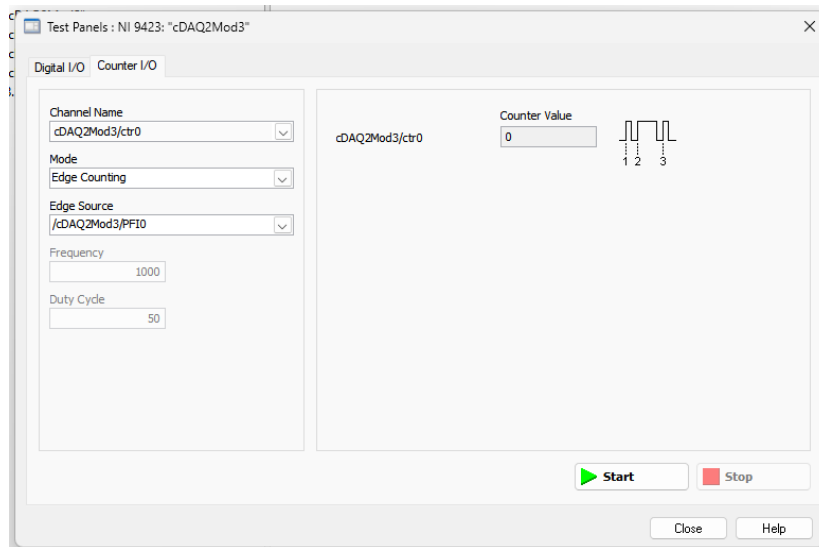 Test Panels : NI 9423: "cDAQ2Mod3"
Digital I/O Counter I/O
Channel Name
cDAQ2Mod3/ctr0
Mode
Edge Counting
Edge Source
/cDAQ2Mod3/PFI0
Frequency
1000
Duty Cycle
50
cDAQ2Mod3/ctr0
Counter Value
0
1 2 3
Start Stop
Close Help